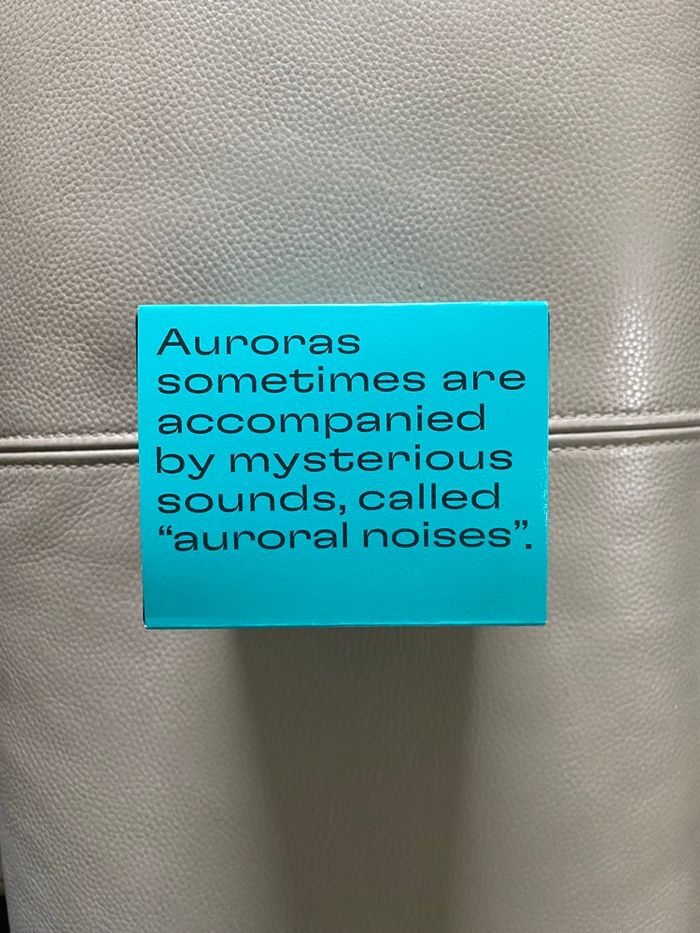 Auroras
sometimes are
accompanied
by mysterious
sounds, called
“auroral noises”.